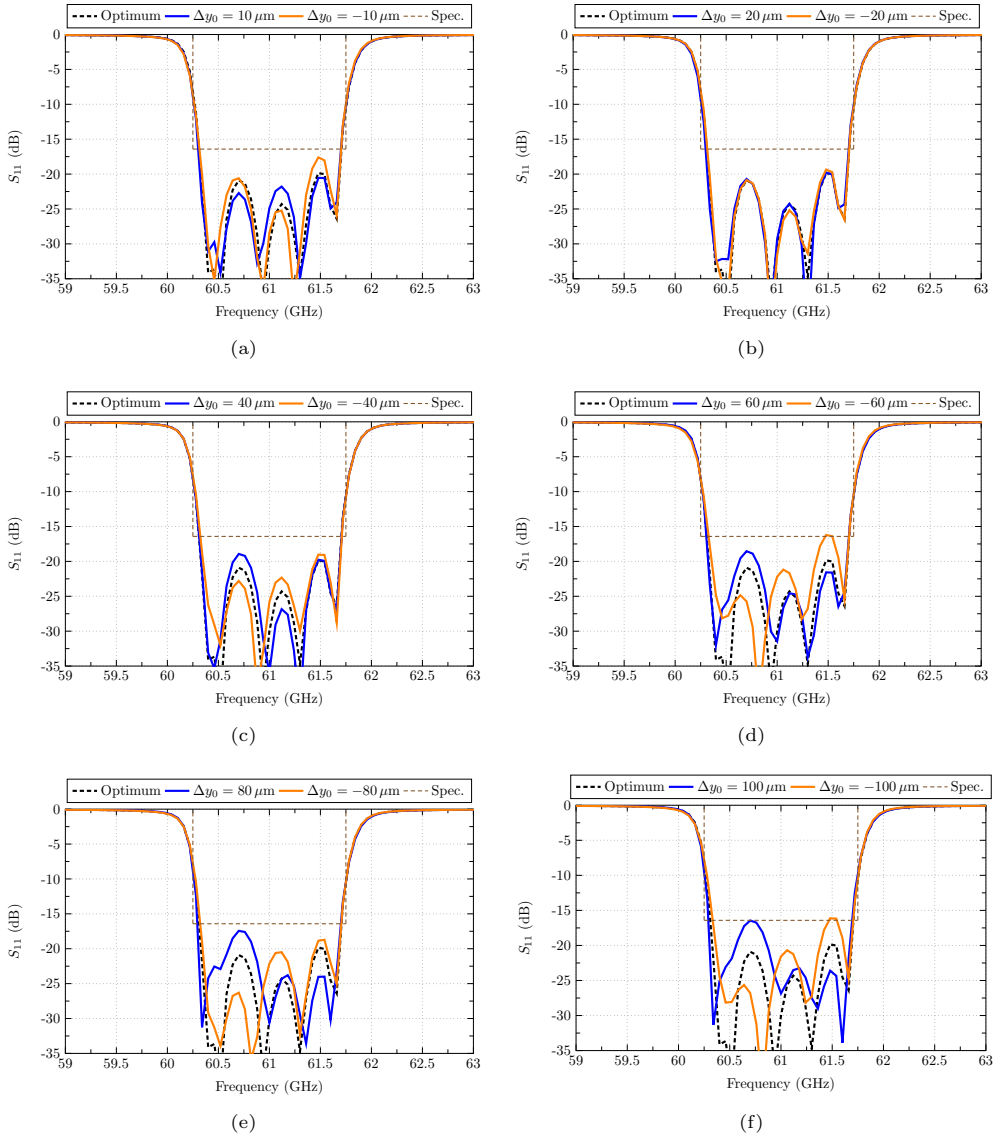 Optimum Δy₀ = 10 μm Δy₀ = −10 μm Spec.
0
-5
-10
-15
-20
-25
-30
-35
S₁₁ (dB)
59 59.5 60 60.5 61 61.5 62 62.5 63
Frequency (GHz)
(a)
Optimum Δy₀ = 20 μm Δy₀ = −20 μm Spec.
0
-5
-10
-15
-20
-25
-30
-35
S₁₁ (dB)
59 59.5 60 60.5 61 61.5 62 62.5 63
Frequency (GHz)
(b)
Optimum Δy₀ = 40 μm Δy₀ = −40 μm Spec.
0
-5
-10
-15
-20
-25
-30
-35
S₁₁ (dB)
59 59.5 60 60.5 61 61.5 62 62.5 63
Frequency (GHz)
(c)
Optimum Δy₀ = 60 μm Δy₀ = −60 μm Spec.
0
-5
-10
-15
-20
-25
-30
-35
S₁₁ (dB)
59 59.5 60 60.5 61 61.5 62 62.5 63
Frequency (GHz)
(d)
Optimum Δy₀ = 80 μm Δy₀ = −80 μm Spec.
0
-5
-10
-15
-20
-25
-30
-35
S₁₁ (dB)
59 59.5 60 60.5 61 61.5 62 62.5 63
Frequency (GHz)
(e)
Optimum Δy₀ = 100 μm Δy₀ = −100 μm Spec.
0
-5
-10
-15
-20
-25
-30
-35
S₁₁ (dB)
59 59.5 60 60.5 61 61.5 62 62.5 63
Frequency (GHz)
(f)